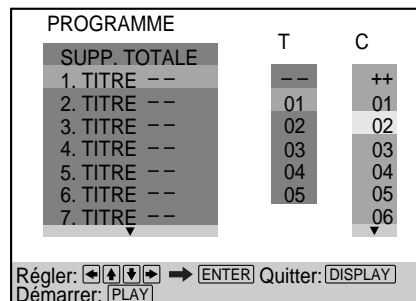 PROGRAMME
T C
SUPP. TOTALE
1. TITRE – – – – ++
2. TITRE – – 01 01
3. TITRE – – 02 02
4. TITRE – – 03 03
5. TITRE – – 04 04
6. TITRE – – 05 05
7. TITRE – – 06
Régler: ←↑↓→ → ENTER Quitter: DISPLAY
Démarrer: PLAY